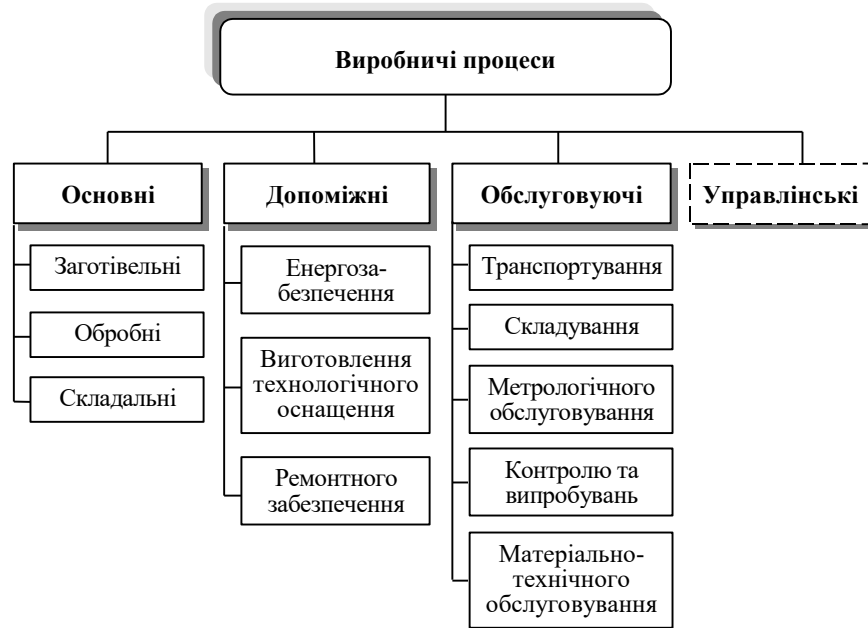 Виробничі процеси
Основні
Допоміжні
Обслуговуючі
Управлінські
Заготівельні
Обробні
Складальні
Енергоза-
безпечення
Виготовлення
технологічного
оснащення
Ремонтного
забезпечення
Транспортування
Складування
Метрологічного
обслуговування
Контролю та
випробувань
Матеріально-
технічного
обслуговування